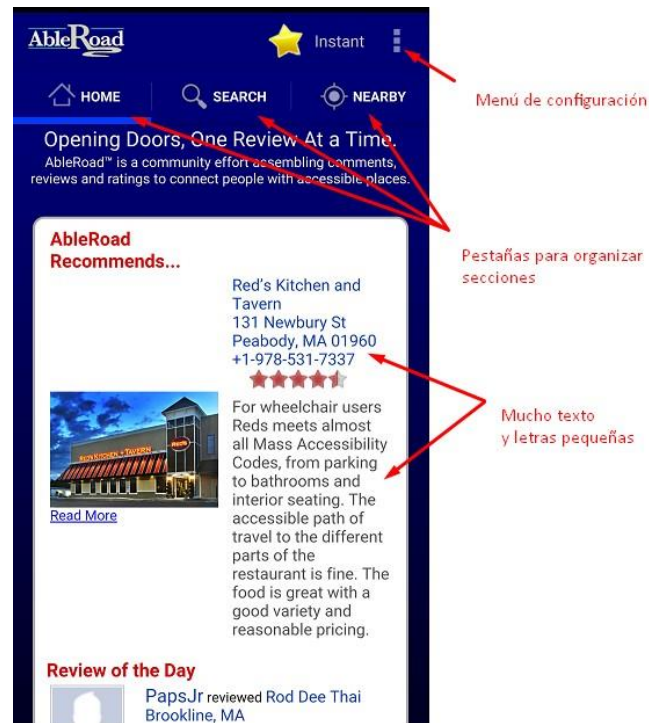 AbleRoad
Instant
HOME
SEARCH
NEARBY
Menú de configuración
Opening Doors, One Review At a Time.
AbleRoad™ is a community effort assembling comments,
reviews and ratings to connect people with accessible places.
Pestañas para organizar
secciones
AbleRoad
Recommends...
Red's Kitchen and
Tavern
131 Newbury St
Peabody, MA 01960
+1-978-531-7337
For wheelchair users
Reds meets almost
all Mass Accessibility
Codes, from parking
to bathrooms and
interior seating. The
accessible path of
travel to the different
parts of the
restaurant is fine. The
food is great with a
good variety and
reasonable pricing.
Mucho texto
y letras pequeñas
RED'S KITCHEN + TAVERN
Read More
Review of the Day
PapsJr reviewed Rod Dee Thai
Brookline, MA